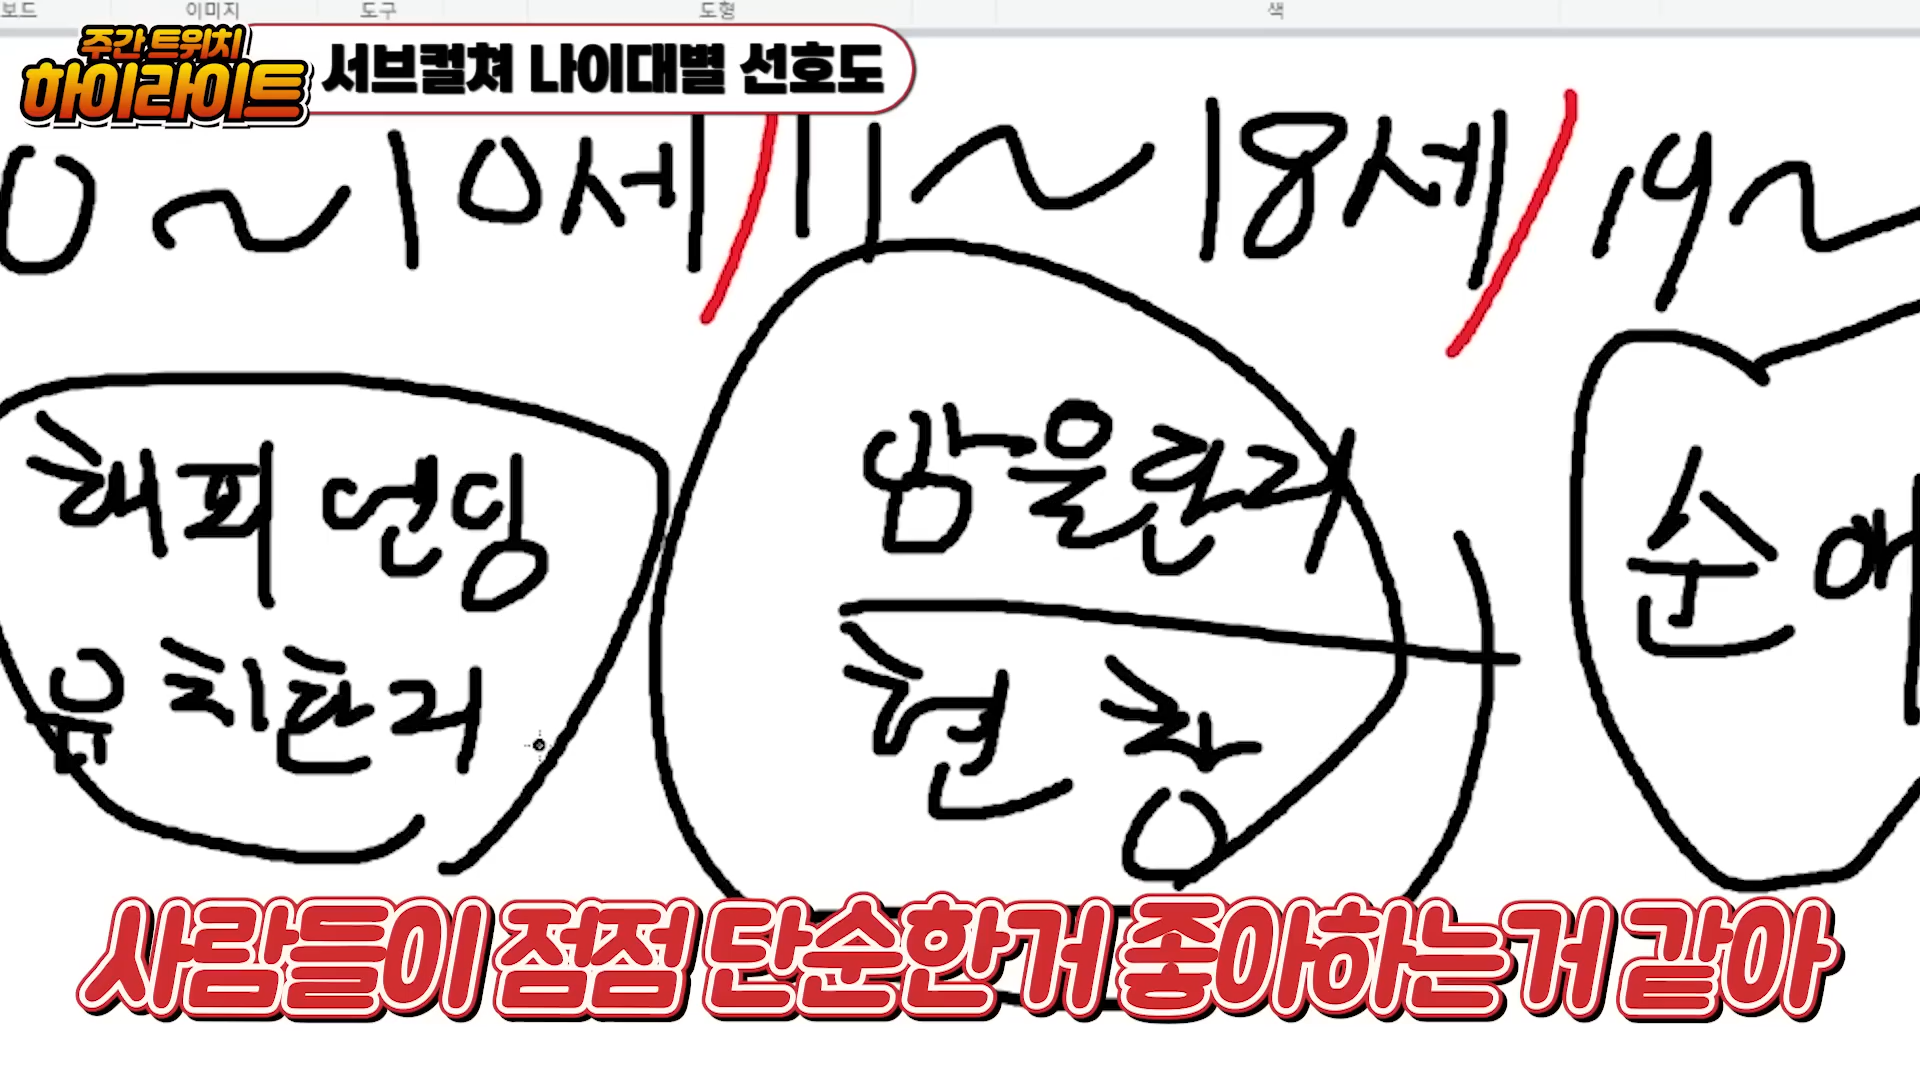 보드 이미지 도구 도형 색
주간 트위치
하이라이트
서브컬쳐 나이대별 선호도
0~10세/11~18세/19~
해피 엔딩
유치한거
암울한거
현창
순애
사람들이 점점 단순한거 좋아하는거 같아